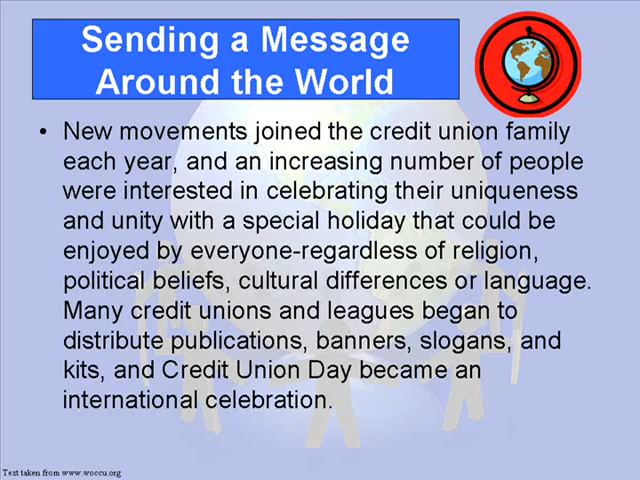 Sending a Message
Around the World
• New movements joined the credit union family
each year, and an increasing number of people
were interested in celebrating their uniqueness
and unity with a special holiday that could be
enjoyed by everyone-regardless of religion,
political beliefs, cultural differences or language.
Many credit unions and leagues began to
distribute publications, banners, slogans, and
kits, and Credit Union Day became an
international celebration.
Text taken from www.woccu.org